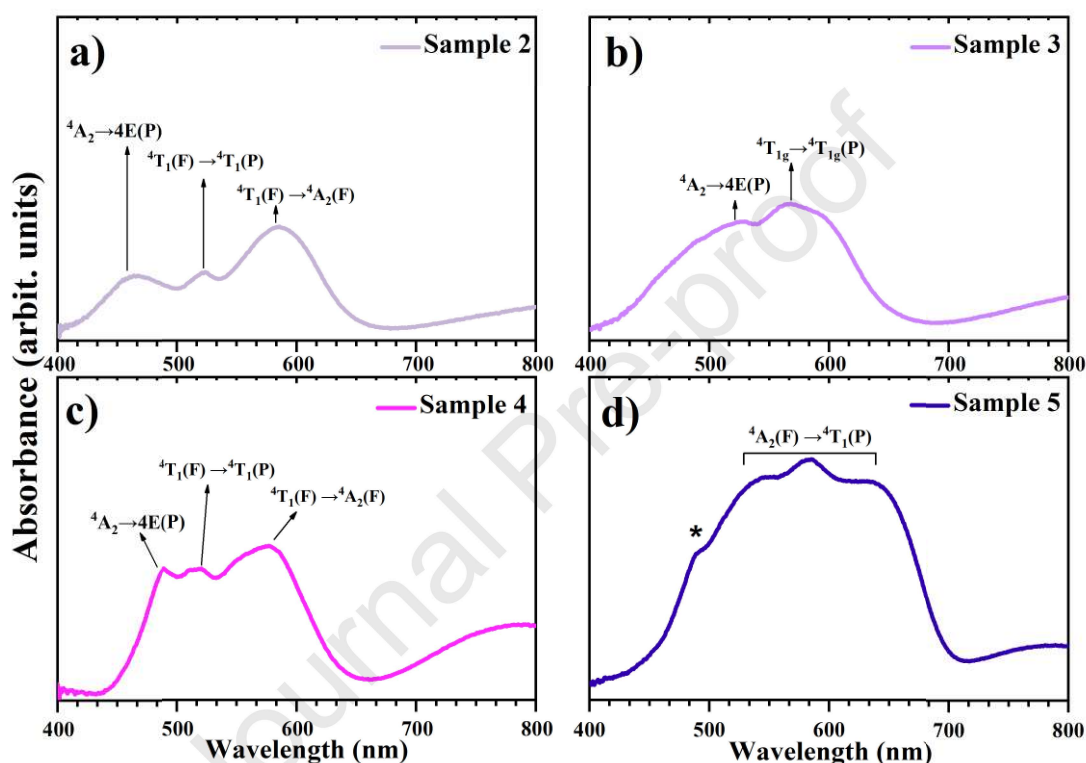 a)
Sample 2
⁴A₂→4E(P)
⁴T₁(F)→⁴T₁(P)
⁴T₁(F)→⁴A₂(F)
400 500 600 700 800
b)
Sample 3
⁴A₂→4E(P)
⁴T₁g→⁴T₁g(P)
400 500 600 700 800
c)
Sample 4
⁴A₂→4E(P)
⁴T₁(F)→⁴T₁(P)
⁴T₁(F)→⁴A₂(F)
400 500 600 700 800
Wavelength (nm)
d)
Sample 5
⁴A₂(F)→⁴T₁(P)
*
400 500 600 700 800
Wavelength (nm)
Absorbance (arbit. units)
Journal Pre-proof